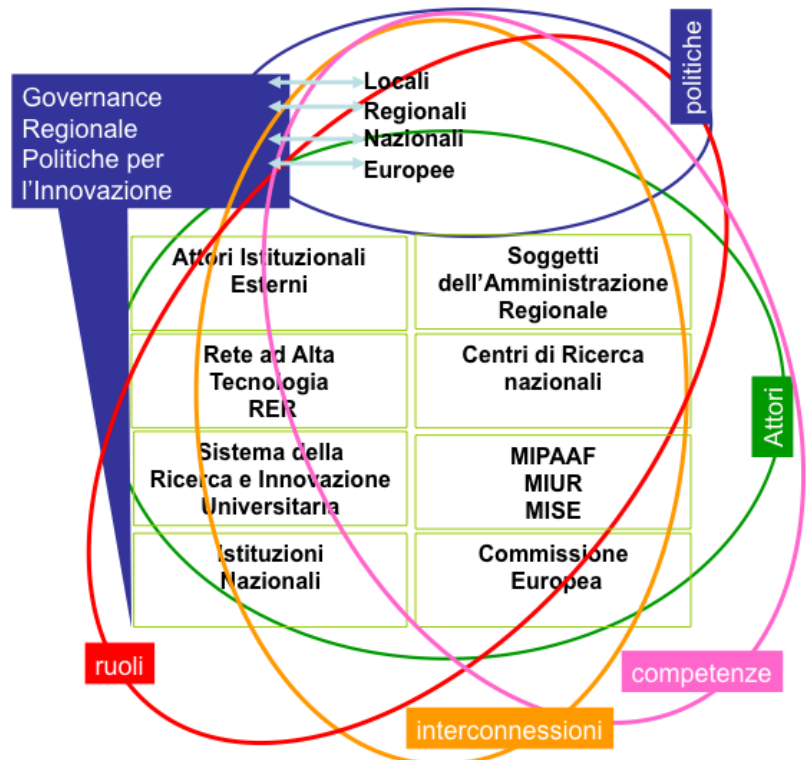 politiche
Governance
Regionale
Politiche per
l'Innovazione
Locali
Regionali
Nazionali
Europee
Attori Istituzionali
Esterni
Soggetti
dell'Amministrazione
Regionale
Rete ad Alta
Tecnologia
RER
Centri di Ricerca
nazionali
Attori
Sistema della
Ricerca e Innovazione
Universitaria
MIPAAF
MIUR
MISE
Istituzioni
Nazionali
Commissione
Europea
ruoli
competenze
interconnessioni